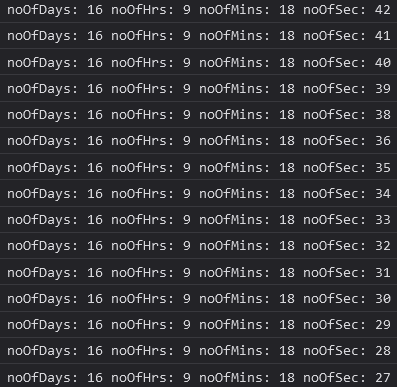 noOfDays: 16 noOfHrs: 9 noOfMins: 18 noOfSec: 42
noOfDays: 16 noOfHrs: 9 noOfMins: 18 noOfSec: 41
noOfDays: 16 noOfHrs: 9 noOfMins: 18 noOfSec: 40
noOfDays: 16 noOfHrs: 9 noOfMins: 18 noOfSec: 39
noOfDays: 16 noOfHrs: 9 noOfMins: 18 noOfSec: 38
noOfDays: 16 noOfHrs: 9 noOfMins: 18 noOfSec: 36
noOfDays: 16 noOfHrs: 9 noOfMins: 18 noOfSec: 35
noOfDays: 16 noOfHrs: 9 noOfMins: 18 noOfSec: 34
noOfDays: 16 noOfHrs: 9 noOfMins: 18 noOfSec: 33
noOfDays: 16 noOfHrs: 9 noOfMins: 18 noOfSec: 32
noOfDays: 16 noOfHrs: 9 noOfMins: 18 noOfSec: 31
noOfDays: 16 noOfHrs: 9 noOfMins: 18 noOfSec: 30
noOfDays: 16 noOfHrs: 9 noOfMins: 18 noOfSec: 29
noOfDays: 16 noOfHrs: 9 noOfMins: 18 noOfSec: 28
noOfDays: 16 noOfHrs: 9 noOfMins: 18 noOfSec: 27